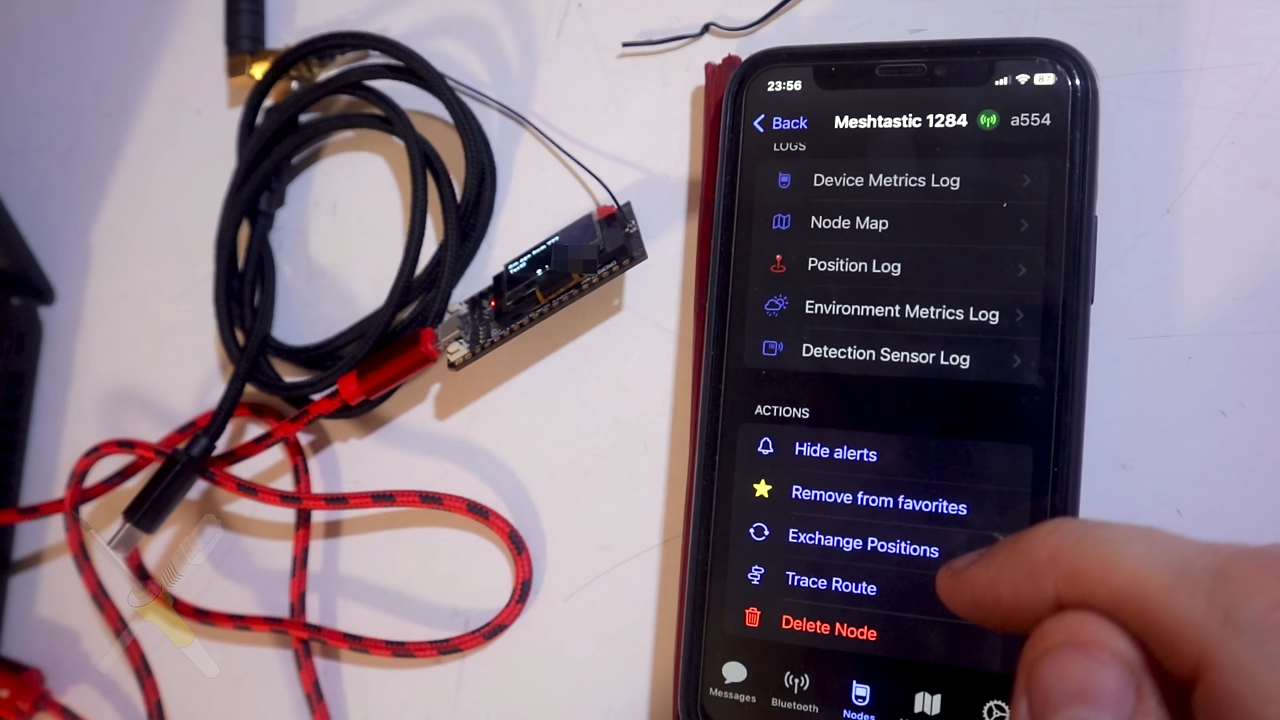 23:56
87
Back
Meshtastic 1284
a554
LOGS
Device Metrics Log
Node Map
Position Log
Environment Metrics Log
Detection Sensor Log
ACTIONS
Hide alerts
Remove from favorites
Exchange Positions
Trace Route
Delete Node
Messages
Bluetooth
Nodes